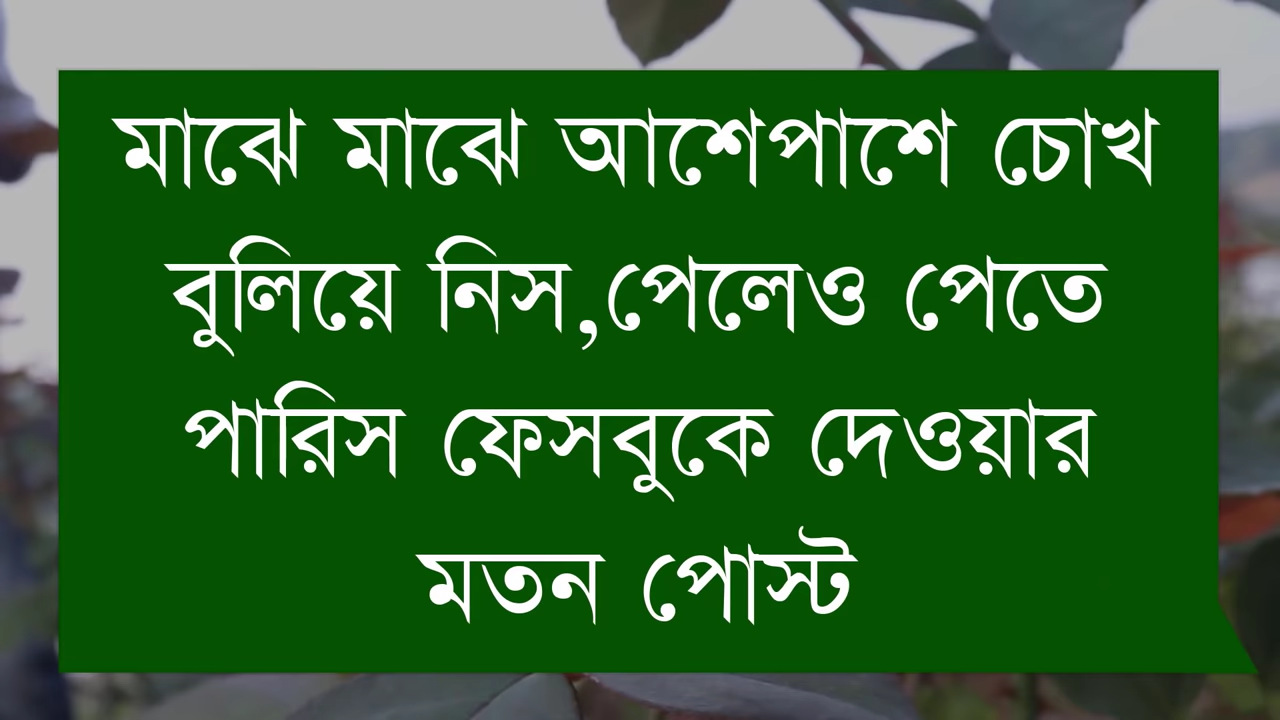 মাঝে মাঝে আশেপাশে চোখ
বুলিয়ে নিস,পেলেও পেতে
পারিস ফেসবুকে দেওয়ার
মতন পোস্ট